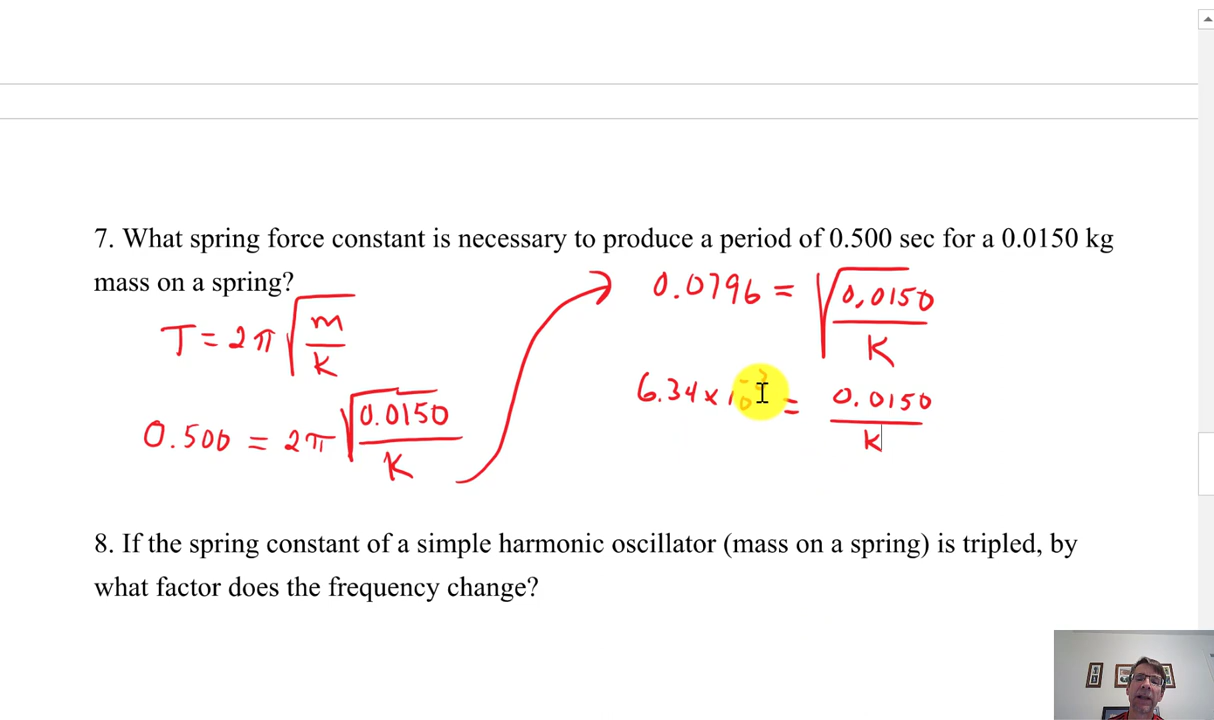 7. What spring force constant is necessary to produce a period of 0.500 sec for a 0.0150 kg
mass on a spring?
T = 2π √(m/K)
0.500 = 2π √(0.0150/K)
0.0796 = √(0.0150/K)
6.34 × 10⁻³ = 0.0150/K
8. If the spring constant of a simple harmonic oscillator (mass on a spring) is tripled, by
what factor does the frequency change?